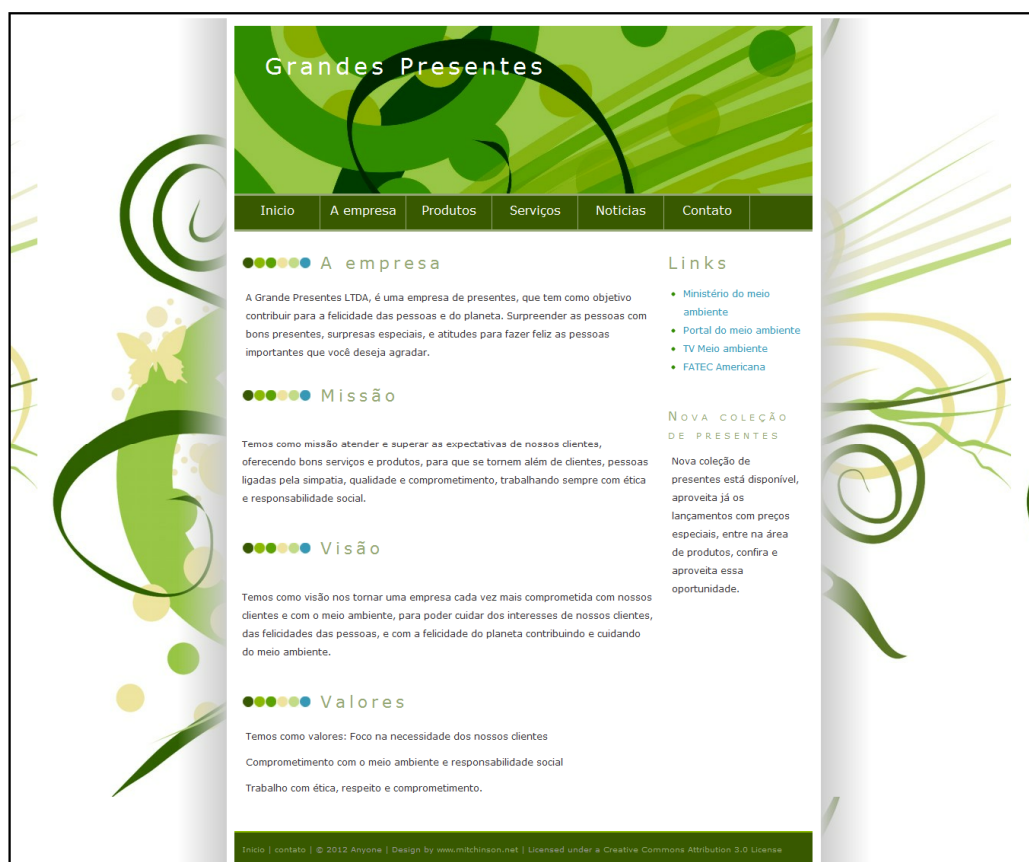 Grandes Presentes
Inicio
A empresa
Produtos
Serviços
Noticias
Contato
A empresa
A Grande Presentes LTDA, é uma empresa de presentes, que tem como objetivo
contribuir para a felicidade das pessoas e do planeta. Surpreender as pessoas com
bons presentes, surpresas especiais, e atitudes para fazer feliz as pessoas
importantes que você deseja agradar.
Missão
Temos como missão atender e superar as expectativas de nossos clientes,
oferecendo bons serviços e produtos, para que se tornem além de clientes, pessoas
ligadas pela simpatia, qualidade e comprometimento, trabalhando sempre com ética
e responsabilidade social.
Visão
Temos como visão nos tornar uma empresa cada vez mais comprometida com nossos
clientes e com o meio ambiente, para poder cuidar dos interesses de nossos clientes,
das felicidades das pessoas, e com a felicidade do planeta contribuindo e cuidando
do meio ambiente.
Valores
Temos como valores: Foco na necessidade dos nossos clientes
Comprometimento com o meio ambiente e responsabilidade social
Trabalho com ética, respeito e comprometimento.
Links
Ministério do meio
ambiente
Portal do meio ambiente
TV Meio ambiente
FATEC Americana
Nova coleção
de presentes
Nova coleção de
presentes está disponível,
aproveita já os
lançamentos com preços
especiais, entre na área
de produtos, confira e
aproveita essa
oportunidade.
Inicio | contato | © 2012 Anyone | Design by www.mitchinson.net | Licensed under a Creative Commons Attribution 3.0 License